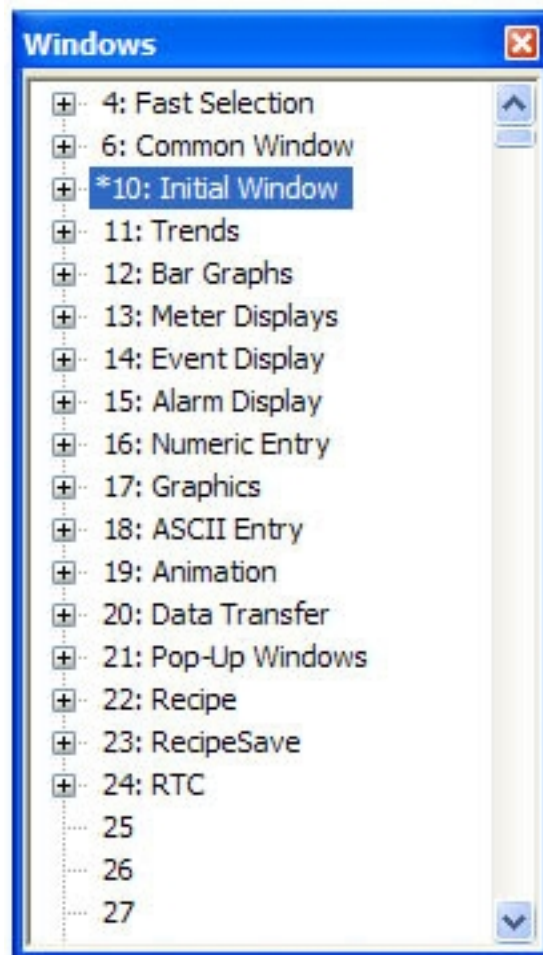 Windows
4: Fast Selection
6: Common Window
*10: Initial Window
11: Trends
12: Bar Graphs
13: Meter Displays
14: Event Display
15: Alarm Display
16: Numeric Entry
17: Graphics
18: ASCII Entry
19: Animation
20: Data Transfer
21: Pop-Up Windows
22: Recipe
23: RecipeSave
24: RTC
25
26
27